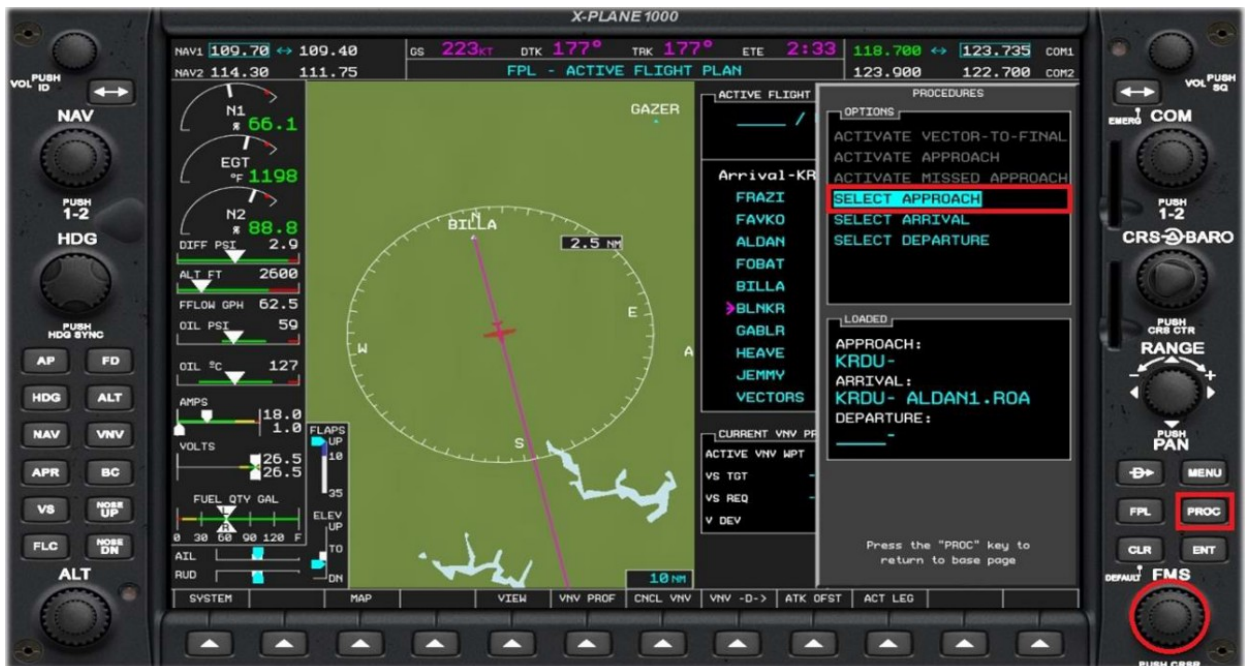 X-PLANE 1000
NAV1 109.70 ↔ 109.40
GS 223KT DTK 177° TRK 177° ETE 2:33
118.700 ↔ 123.735 COM1
NAV2 114.30 111.75
FPL - ACTIVE FLIGHT PLAN
123.900 122.700 COM2
VOL PUSH ID
NAV
PUSH
1-2
HDG
PUSH
HDG SYNC
AP FD
HDG ALT
NAV VNV
APR BC
VS NOSE UP
FLC NOSE DN
ALT
N1
% 66.1
EGT
°F 1198
N2
% 88.8
DIFF PSI 2.9
ALT FT 2600
FFLOW GPH 62.5
OIL PSI 59
OIL ºC 127
AMPS
18.0
1.0
VOLTS
26.5
26.5
FUEL QTY GAL
L
R
0 30 60 90 120 F
AIL
RUD
FLAPS
UP
10
35
ELEV
UP
TO
DN
GAZER
BILLA
2.5 NM
N
E
S
W
A
10 NM
ACTIVE FLIGHT
_____ /
Arrival-KR
FRAZI
FAVKO
ALDAN
FOBAT
BILLA
BLNKR
GABLR
HEAVE
JEMMY
VECTORS
CURRENT VNV PR
ACTIVE VNV WPT
VS TGT
VS REQ
V DEV
PROCEDURES
OPTIONS
ACTIVATE VECTOR-TO-FINAL
ACTIVATE APPROACH
ACTIVATE MISSED APPROACH
SELECT APPROACH
SELECT ARRIVAL
SELECT DEPARTURE
LOADED
APPROACH:
KRDU-
ARRIVAL:
KRDU- ALDAN1.ROA
DEPARTURE:
____-
Press the "PROC" key to
return to base page
SYSTEM MAP VIEW VNV PROF CNCL VNV VNV -D-> ATK OFST ACT LEG
VOL PUSH SQ
EMERG COM
PUSH
1-2
CRS BARO
PUSH
CRS CTR
RANGE
- +
PUSH
PAN
D MENU
FPL PROC
CLR ENT
DEFAULT FMS
PUSH CRSR